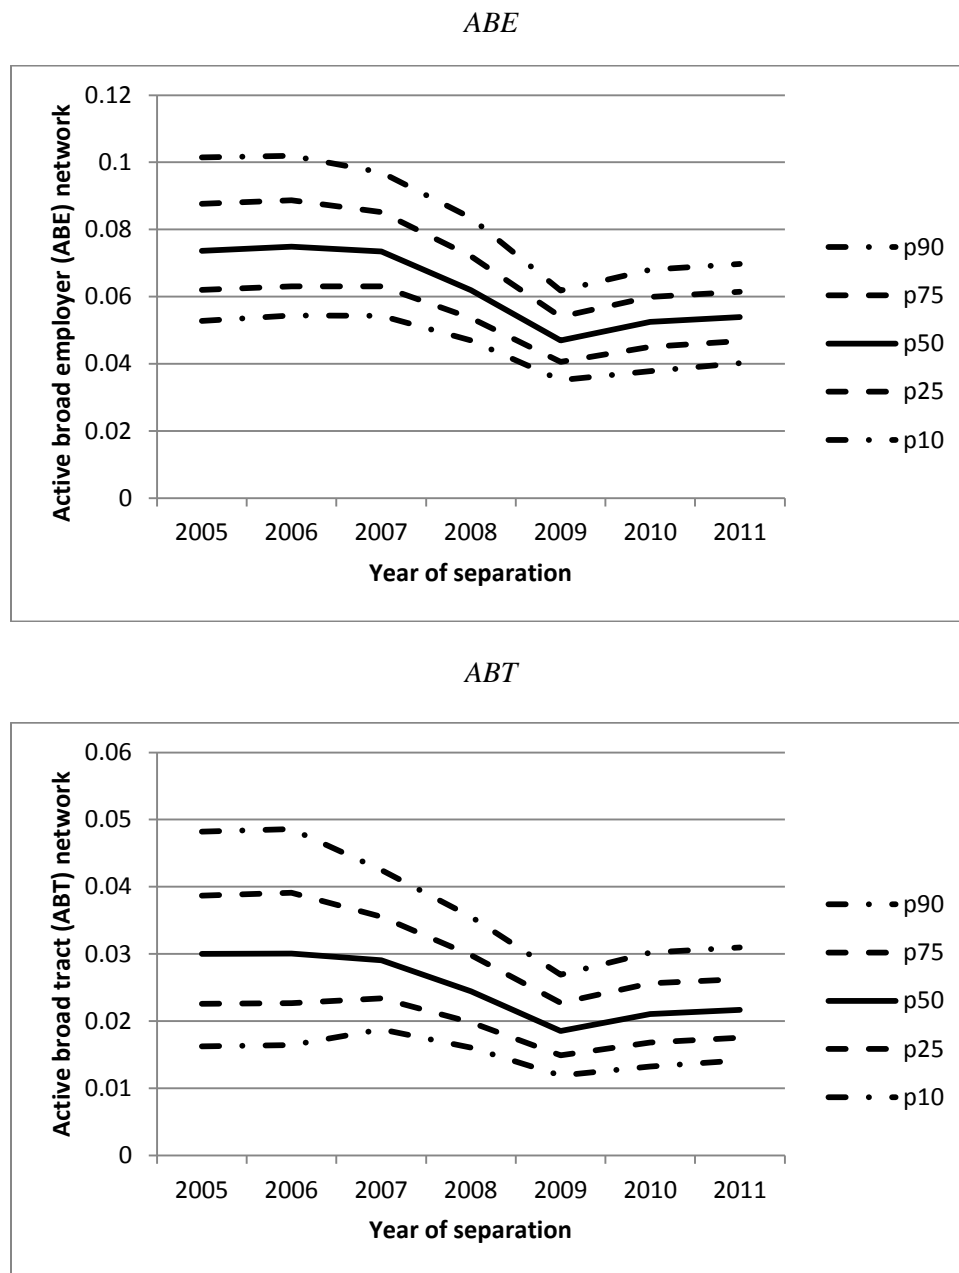 ABE
Active broad employer (ABE) network
0.12
0.1
0.08
0.06
0.04
0.02
0
2005 2006 2007 2008 2009 2010 2011
Year of separation
p90
p75
p50
p25
p10
ABT
Active broad tract (ABT) network
0.06
0.05
0.04
0.03
0.02
0.01
0
2005 2006 2007 2008 2009 2010 2011
Year of separation
p90
p75
p50
p25
p10